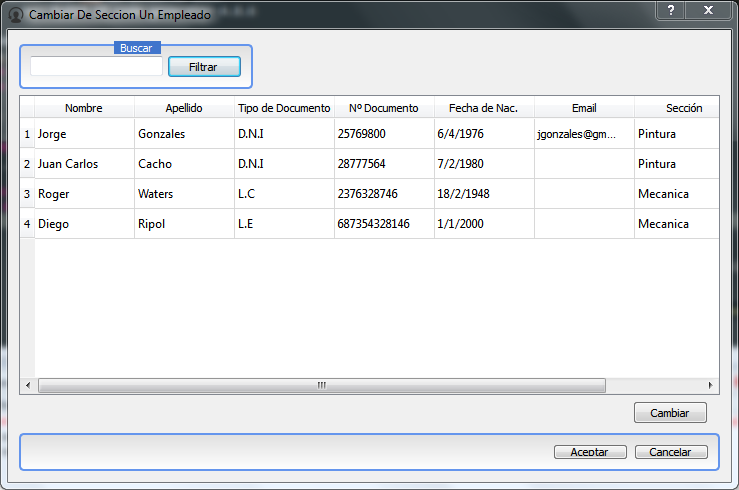 Cambiar De Seccion Un Empleado
Buscar
Filtrar
Nombre Apellido Tipo de Documento Nº Documento Fecha de Nac. Email Sección
1 Jorge Gonzales D.N.I 25769800 6/4/1976 jgonzales@gm... Pintura
2 Juan Carlos Cacho D.N.I 28777564 7/2/1980 Pintura
3 Roger Waters L.C 2376328746 18/2/1948 Mecanica
4 Diego Ripol L.E 687354328146 1/1/2000 Mecanica
Cambiar
Aceptar Cancelar